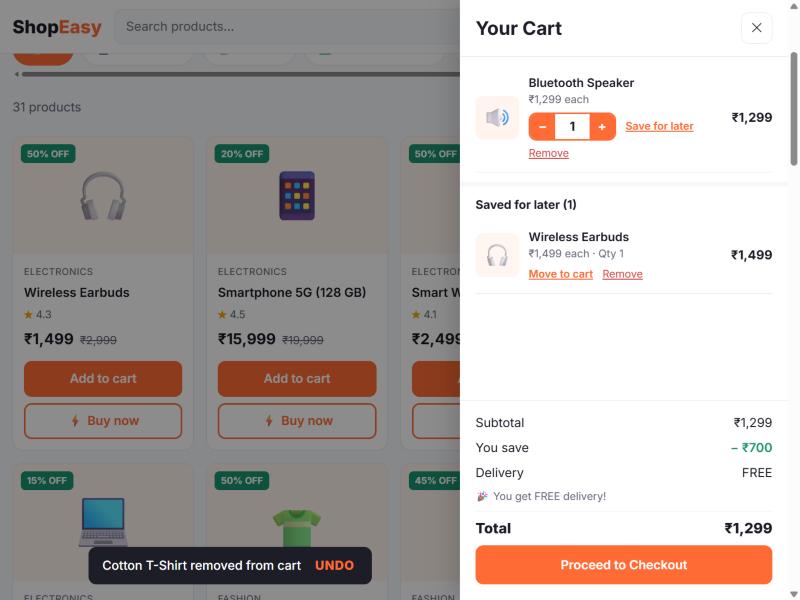 ShopEasy
Search products...
31 products
50% OFF
ELECTRONICS
Wireless Earbuds
★ 4.3
₹1,499 ₹2,999
Add to cart
Buy now
20% OFF
ELECTRONICS
Smartphone 5G (128 GB)
★ 4.5
₹15,999 ₹19,999
Add to cart
Buy now
50% OFF
ELECTRONICS
Smart W
★ 4.1
₹2,499
15% OFF
ELECTRONICS
50% OFF
FASHION
45% OFF
FASHION
Cotton T-Shirt removed from cart UNDO
Your Cart
Bluetooth Speaker
₹1,299 each
− 1 + Save for later
Remove
₹1,299
Saved for later (1)
Wireless Earbuds
₹1,499 each · Qty 1
Move to cart Remove
₹1,499
Subtotal ₹1,299
You save − ₹700
Delivery FREE
🎉 You get FREE delivery!
Total ₹1,299
Proceed to Checkout